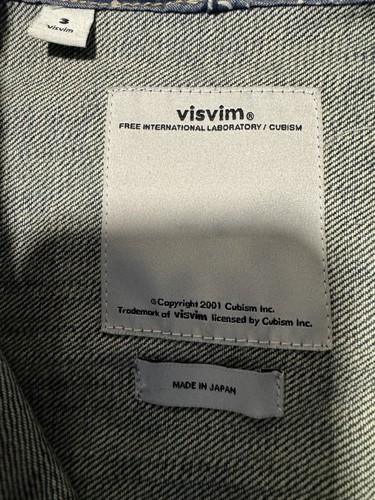 3
visvim
visvim®
FREE INTERNATIONAL LABORATORY / CUBISM
©Copyright 2001 Cubism Inc.
Trademark of visvim licensed by Cubism Inc.
MADE IN JAPAN